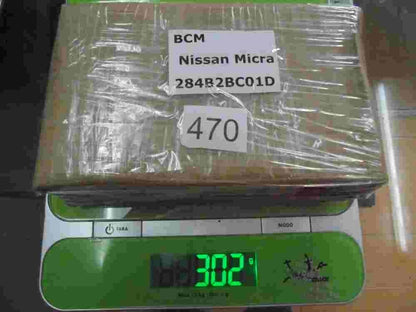 BCM
Nissan Micra
284B2BC01D
470
TARA
MODO
302